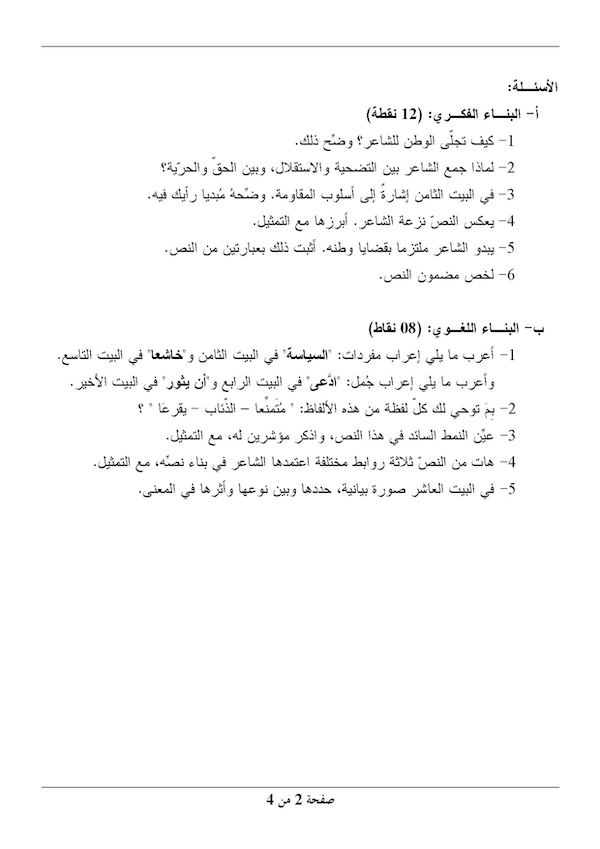 الأسئـــلة:
أ- البنـــاء الفكـــري: (12 نقطة)
1- كيف تجلّى الوطن للشاعر؟ وضّح ذلك.
2- لماذا جمع الشاعر بين التضحية والاستقلال، وبين الحقّ والحريّة؟
3- في البيت الثامن إشارةً إلى أسلوب المقاومة. وضّحهُ مُبديا رأيك فيه.
4- يعكس النصّ نزعة الشاعر. أبرزها مع التمثيل.
5- يبدو الشاعر ملتزما بقضايا وطنه. أثبت ذلك بعبارتين من النص.
6- لخص مضمون النص.
ب- البنـــاء اللغـــوي: (08 نقاط)
1- أعرب ما يلي إعراب مفردات: "السياسة" في البيت الثامن و"خاشعا" في البيت التاسع.
وأعرب ما يلي إعراب جُمل: "ادّعى" في البيت الرابع و"أن يثور" في البيت الأخير.
2- بِمَ توحي لك كلّ لفظة من هذه الألفاظ: " مُتَمنِّعا – الذّئاب – يقرعَا " ؟
3- عيِّن النمط السائد في هذا النص، واذكر مؤشرين له، مع التمثيل.
4- هات من النصّ ثلاثة روابط مختلفة اعتمدها الشاعر في بناء نصِّه، مع التمثيل.
5- في البيت العاشر صورة بيانية، حددها وبين نوعها وأثرها في المعنى.
صفحة 2 من 4